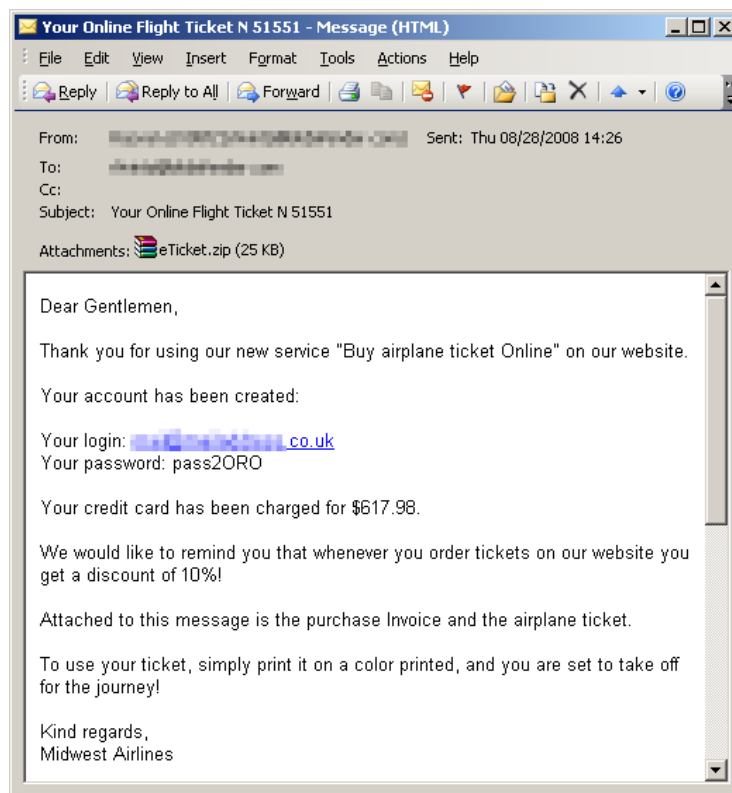 Your Online Flight Ticket N 51551 - Message (HTML)
File Edit View Insert Format Tools Actions Help
Reply Reply to All Forward
From: Sent: Thu 08/28/2008 14:26
To:
Cc:
Subject: Your Online Flight Ticket N 51551
Attachments: eTicket.zip (25 KB)
Dear Gentlemen,
Thank you for using our new service "Buy airplane ticket Online" on our website.
Your account has been created:
Your login: .co.uk
Your password: pass2ORO
Your credit card has been charged for $617.98.
We would like to remind you that whenever you order tickets on our website you
get a discount of 10%!
Attached to this message is the purchase Invoice and the airplane ticket.
To use your ticket, simply print it on a color printed, and you are set to take off
for the journey!
Kind regards,
Midwest Airlines